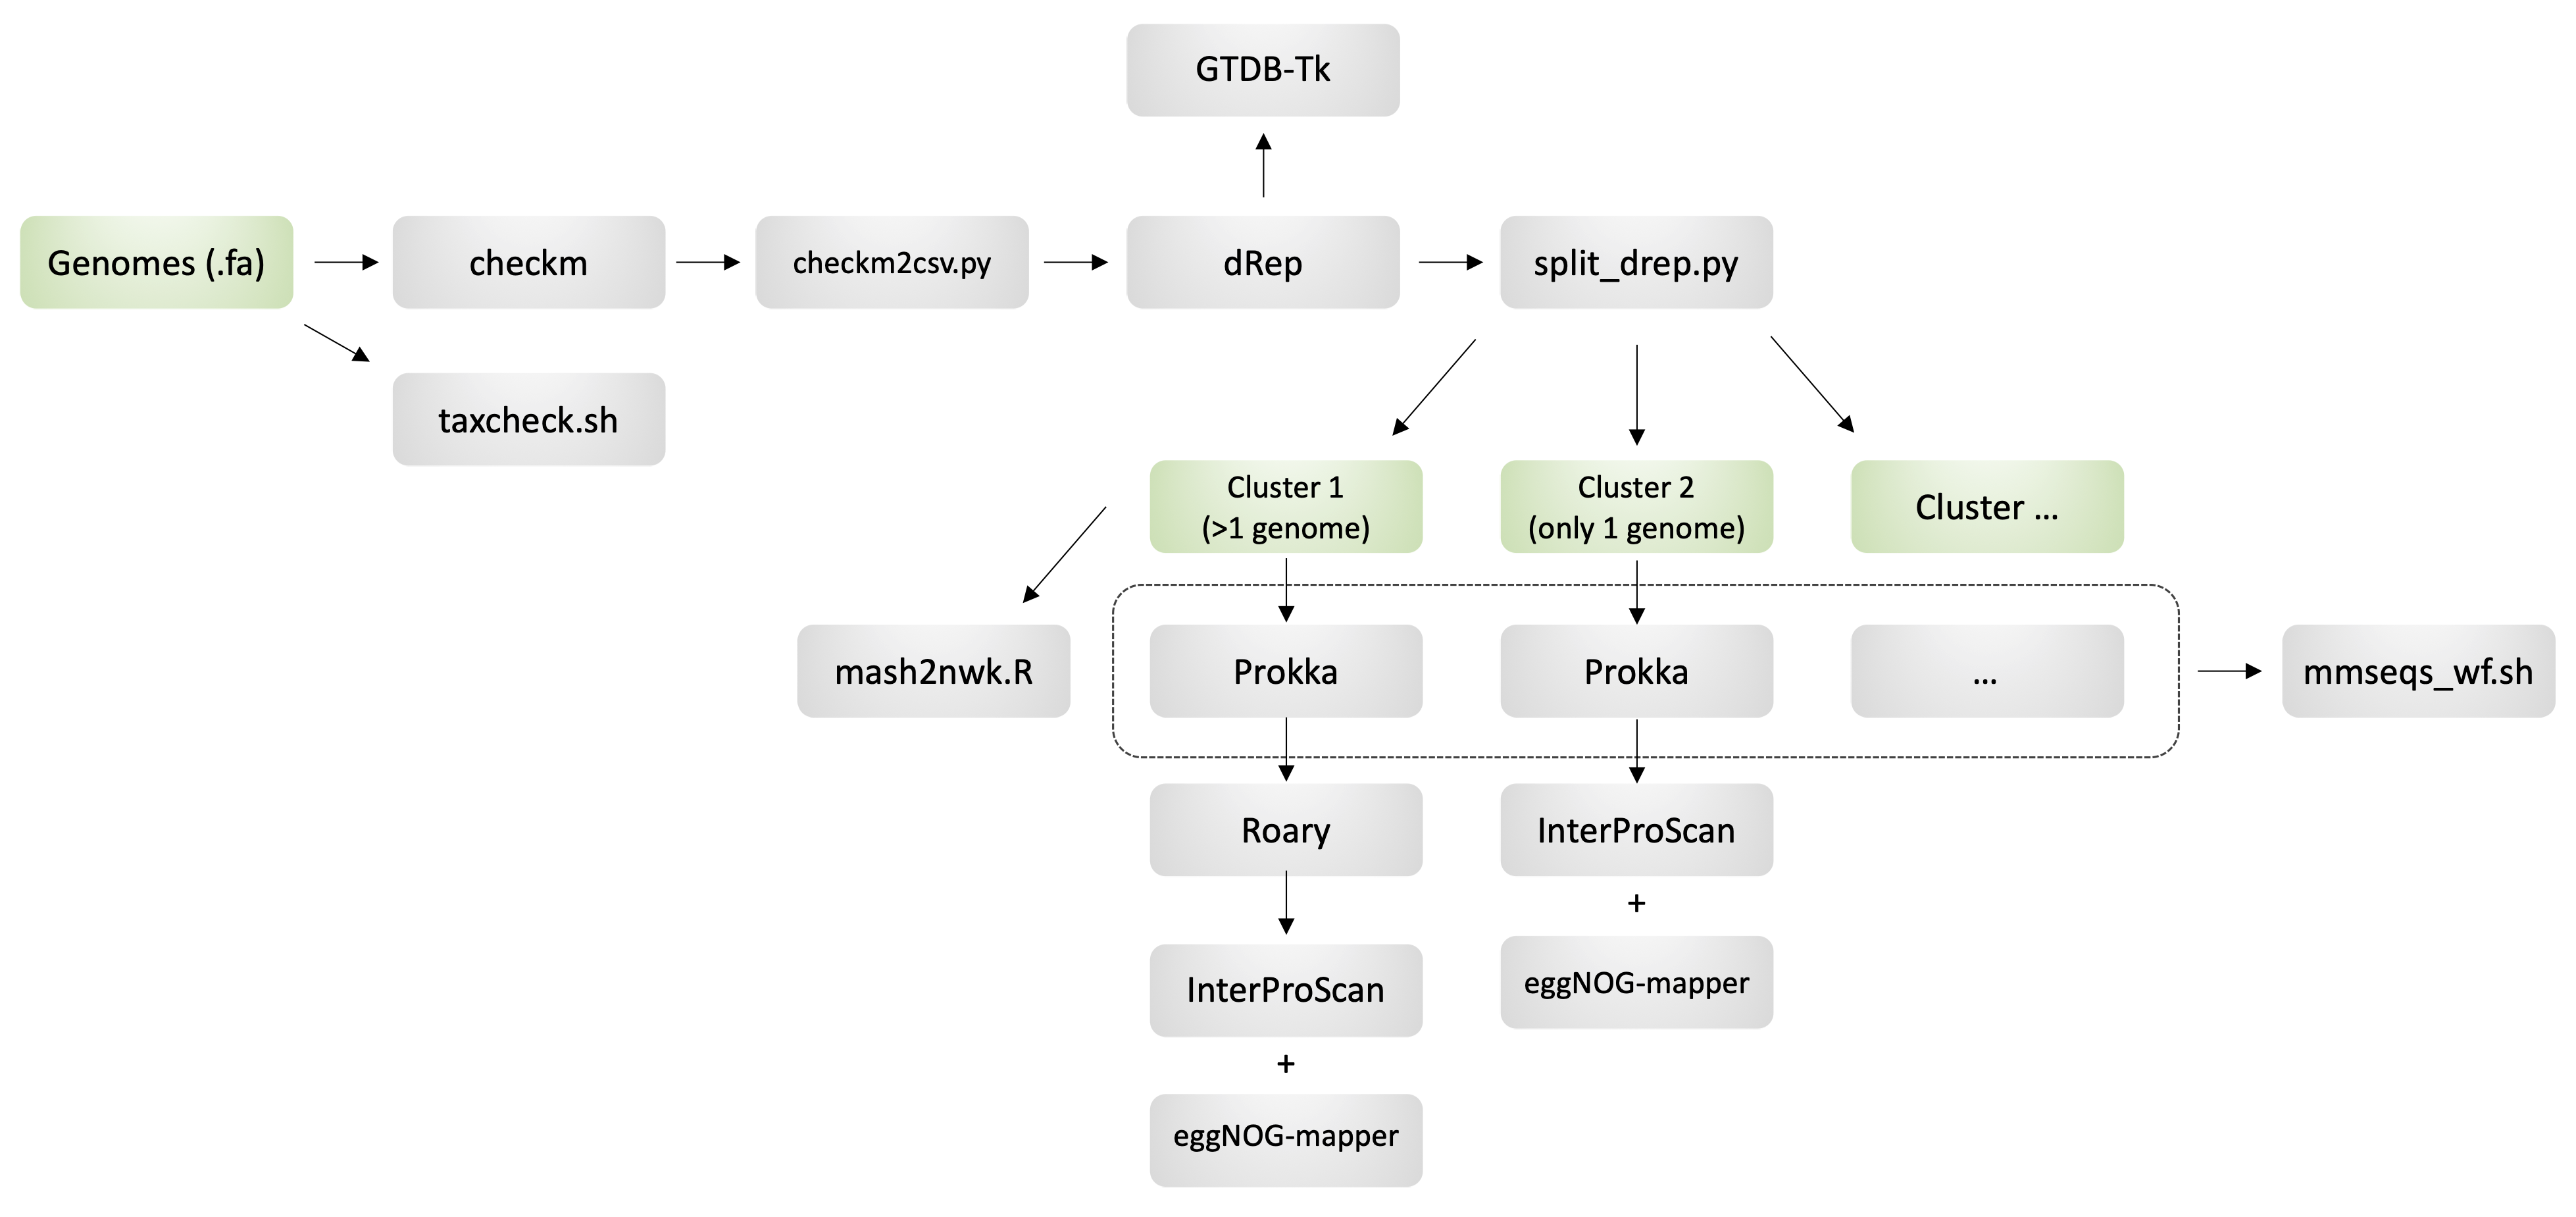 GTDB-Tk
Genomes (.fa)
checkm
checkm2csv.py
dRep
split_drep.py
taxcheck.sh
Cluster 1
(>1 genome)
Cluster 2
(only 1 genome)
Cluster ...
mash2nwk.R
Prokka
Prokka
...
mmseqs_wf.sh
Roary
InterProScan
+
eggNOG-mapper
InterProScan
+
eggNOG-mapper